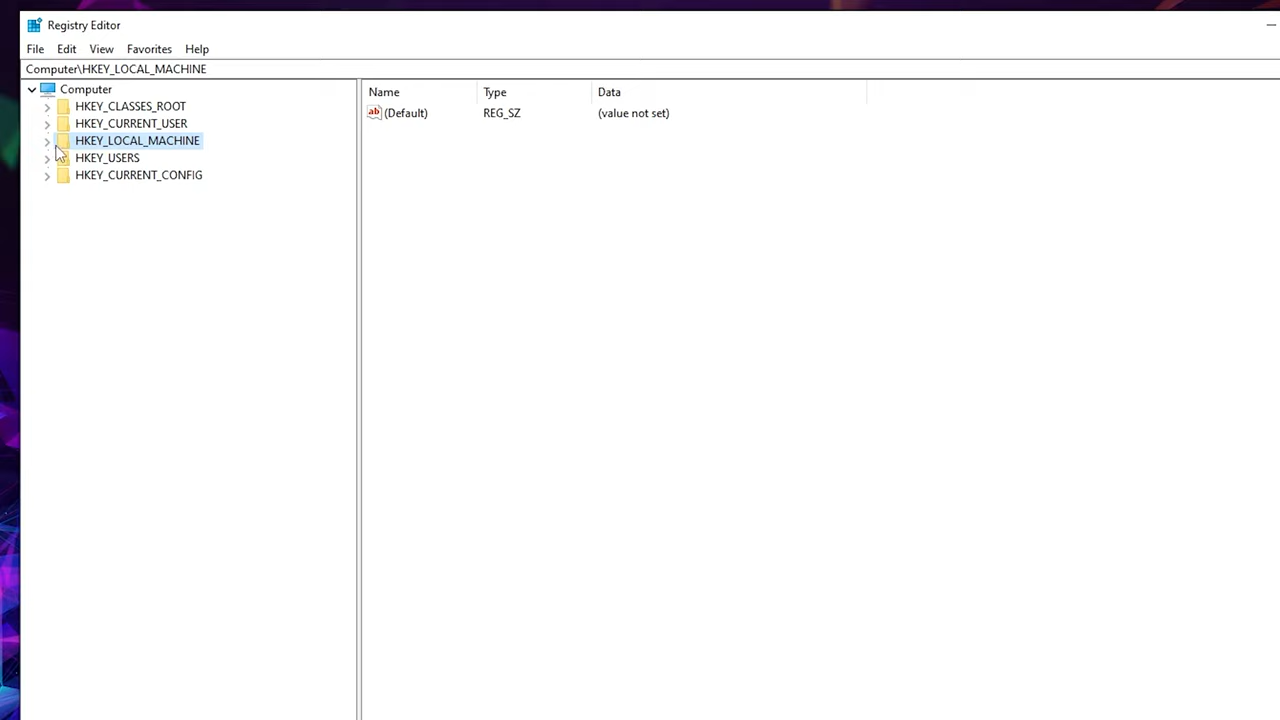 Registry Editor
File Edit View Favorites Help
Computer\HKEY_LOCAL_MACHINE
Computer
HKEY_CLASSES_ROOT
HKEY_CURRENT_USER
HKEY_LOCAL_MACHINE
HKEY_USERS
HKEY_CURRENT_CONFIG
Name Type Data
ab (Default) REG_SZ (value not set)